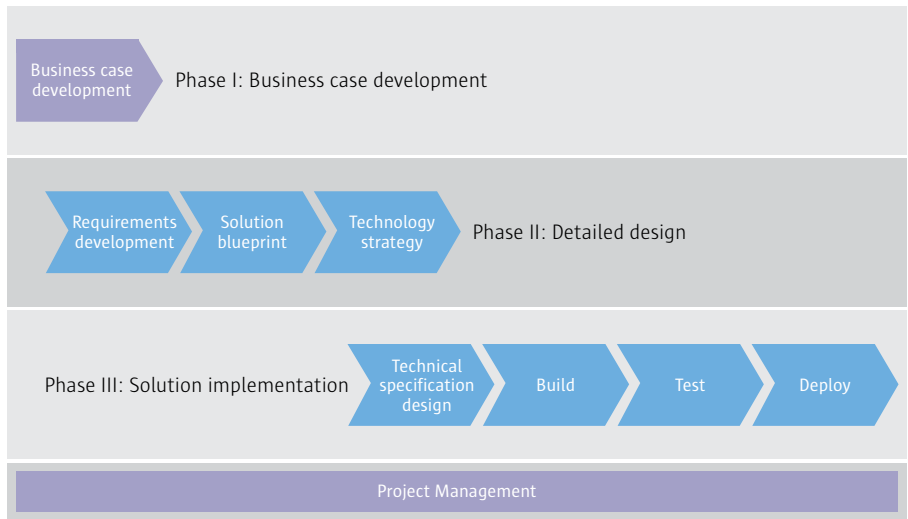 Business case
development
Phase I: Business case development
Requirements
development
Solution
blueprint
Technology
strategy
Phase II: Detailed design
Phase III: Solution implementation
Technical
specification
design
Build
Test
Deploy
Project Management